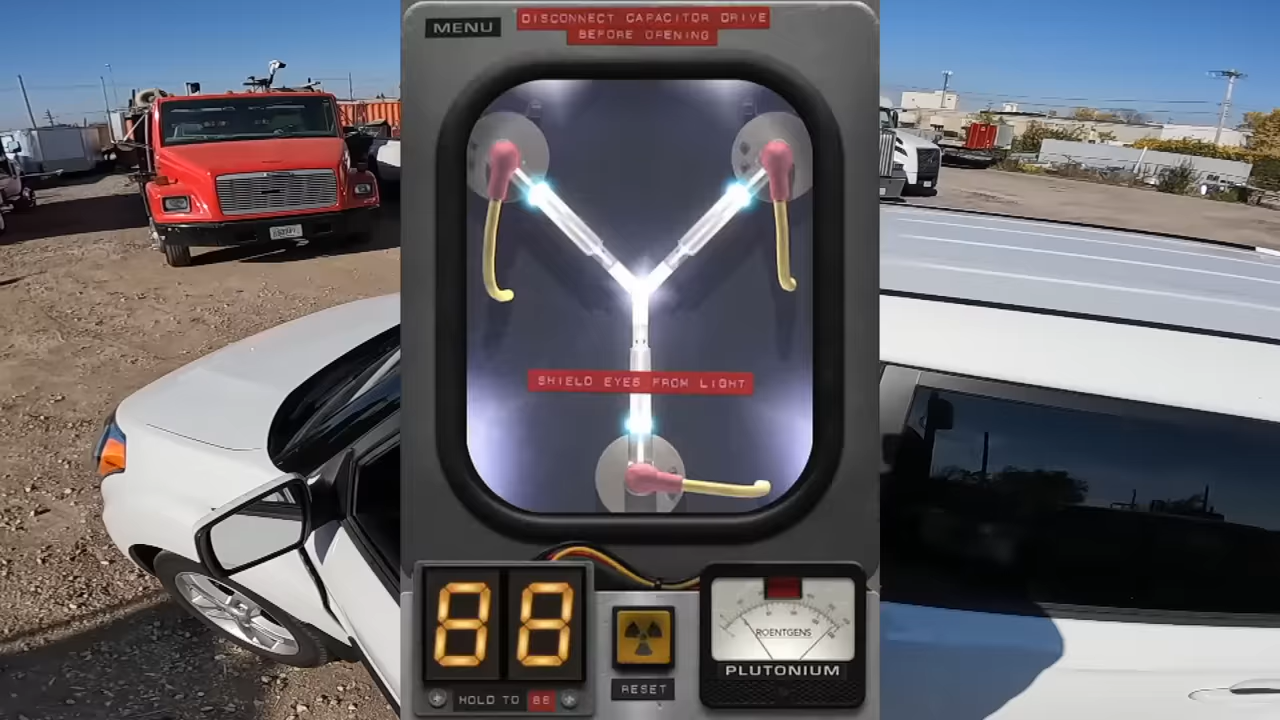 MENU
DISCONNECT CAPACITOR DRIVE
BEFORE OPENING
SHIELD EYES FROM LIGHT
88
HOLD TO 88
RESET
ROENTGENS
PLUTONIUM